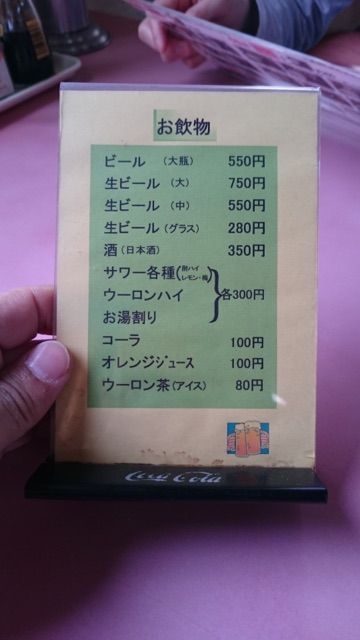 お飲物
ビール （大瓶） 550円
生ビール （大） 750円
生ビール （中） 550円
生ビール （グラス） 280円
酒（日本酒） 350円
サワー各種（酎ハイ レモン・梅）
ウーロンハイ 各300円
お湯割り
コーラ 100円
オレンジジュース 100円
ウーロン茶（アイス） 80円
Coca-Cola